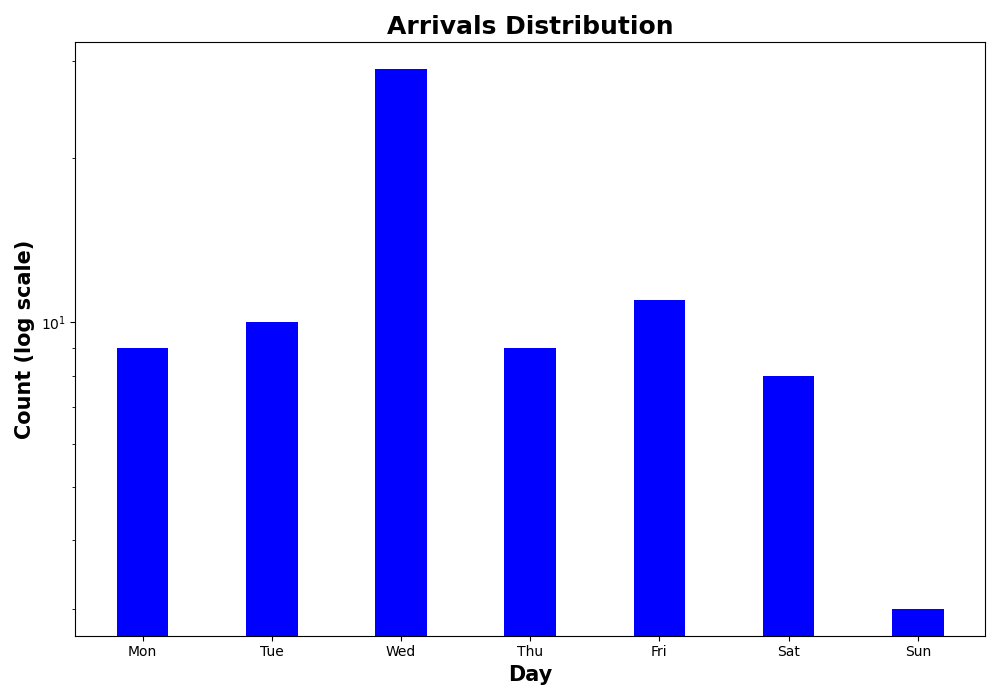 Arrivals Distribution
Count (log scale)
10¹
Mon Tue Wed Thu Fri Sat Sun
Day